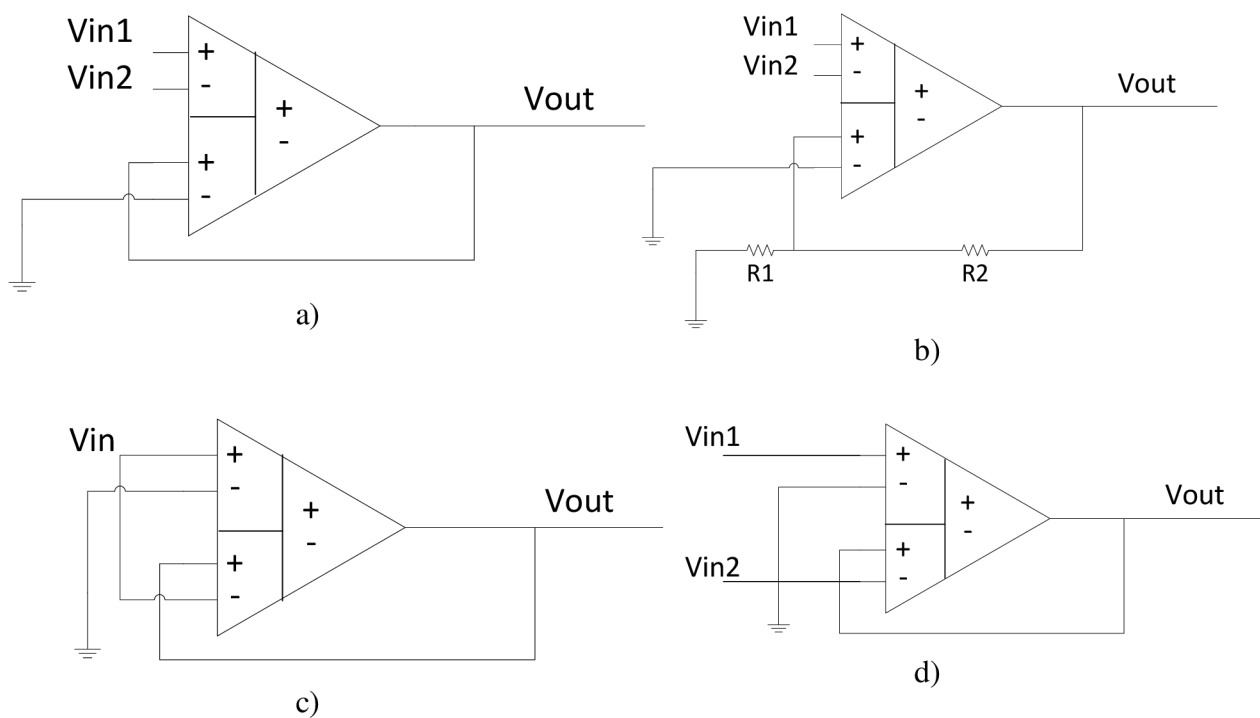 Vin1
+
Vin2
-
+
-
Vout
+
-
a)
Vin1
+
Vin2
-
+
-
Vout
+
-
R1
R2
b)
Vin
+
-
+
-
Vout
+
-
c)
Vin1
+
-
+
-
Vout
+
Vin2
-
d)